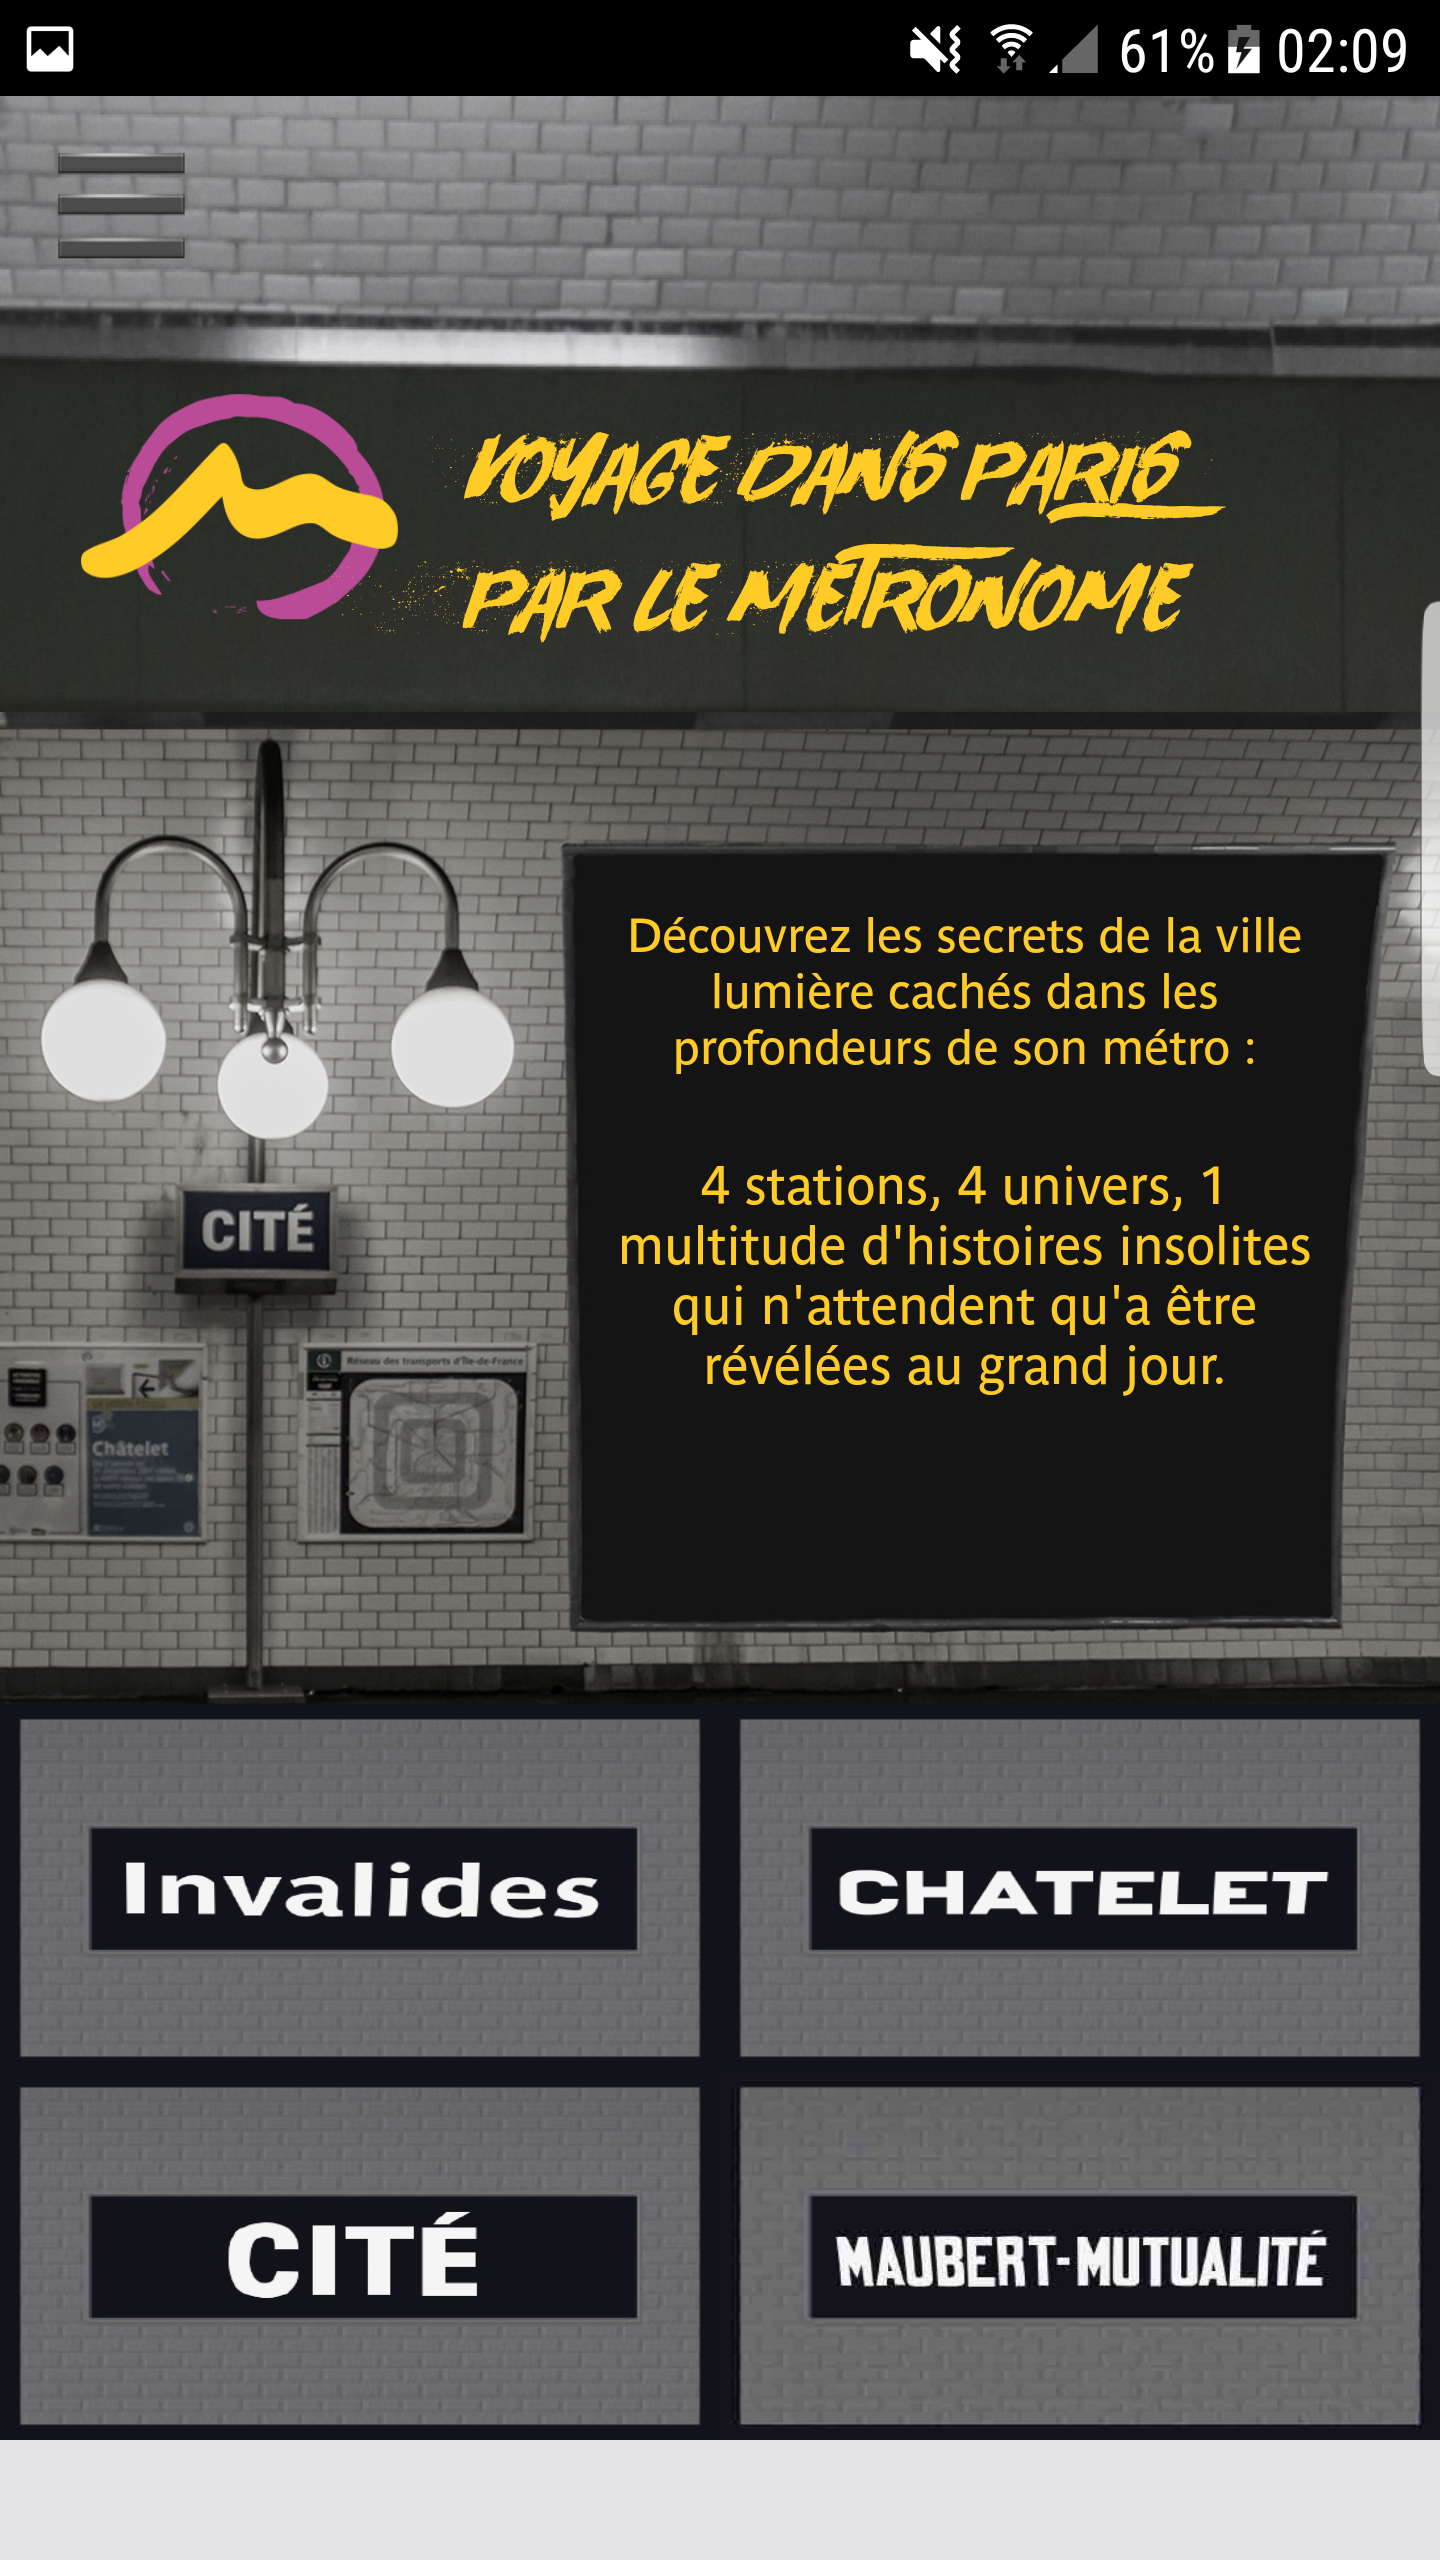 61% 02:09
VOYAGE DANS PARIS
PAR LE MÉTRONOME
Découvrez les secrets de la ville
lumière cachés dans les
profondeurs de son métro :
4 stations, 4 univers, 1
multitude d'histoires insolites
qui n'attendent qu'a être
révélées au grand jour.
CITÉ
Réseau des transports d'Île-de-France
Châtelet
Invalides
CHATELET
CITÉ
MAUBERT-MUTUALITÉ